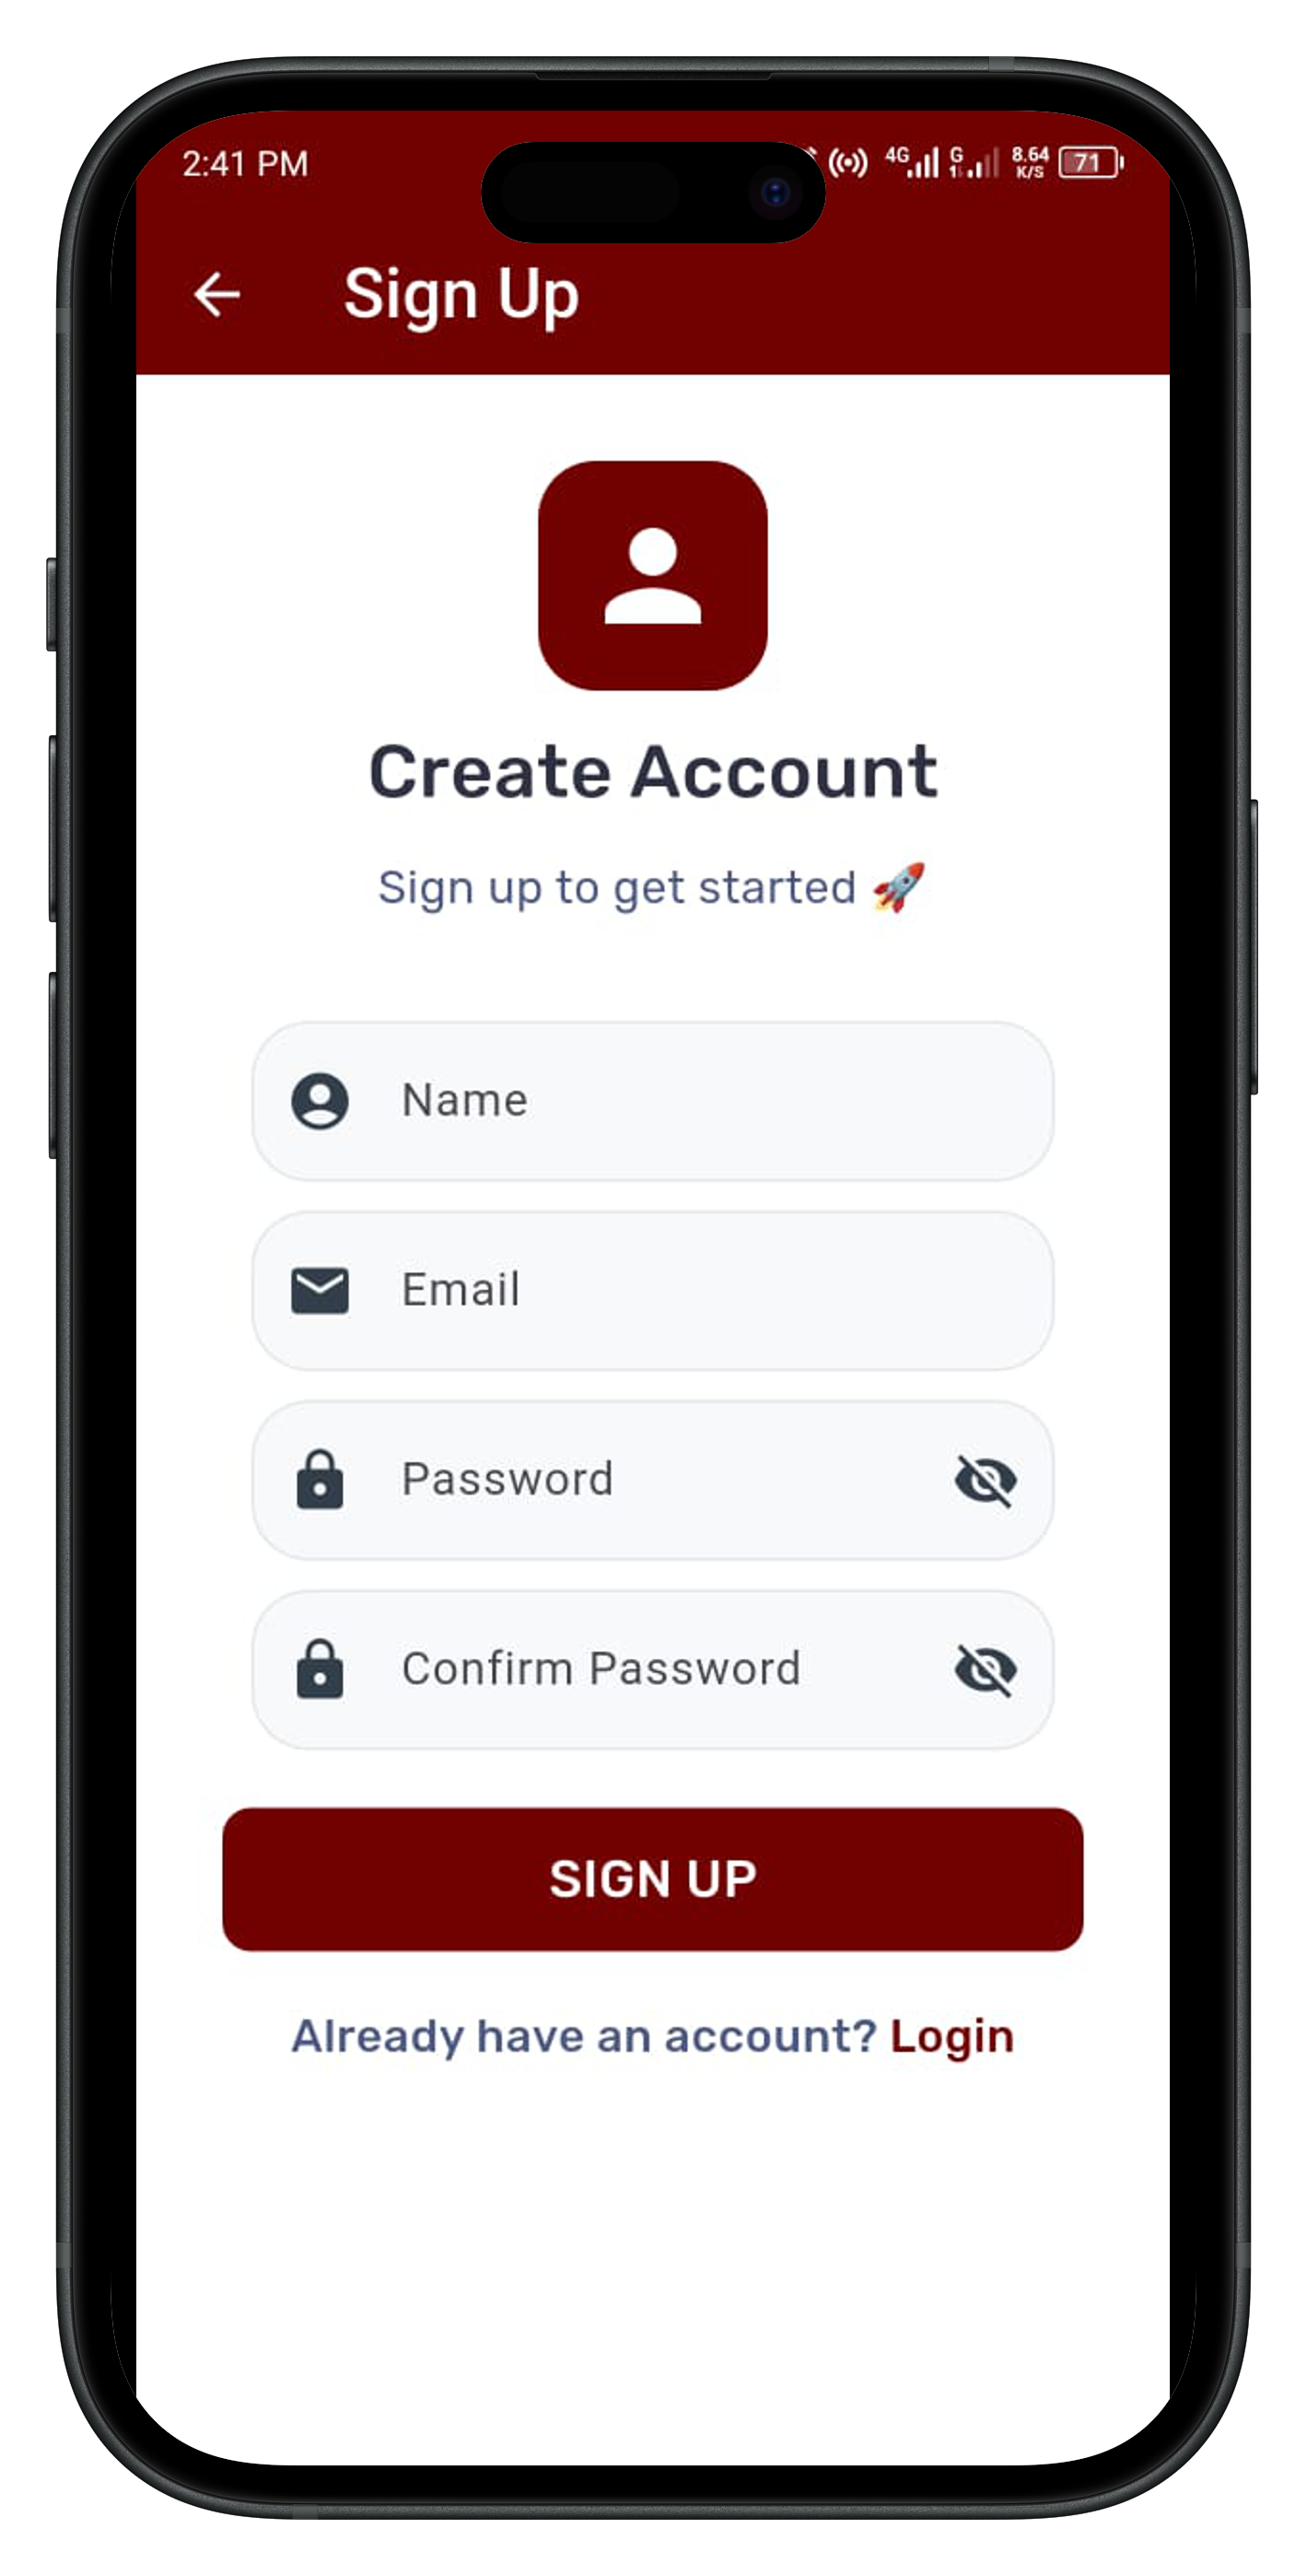 2:41 PM 4G G 8.64 K/S 71
Sign Up
Create Account
Sign up to get started 🚀
Name
Email
Password
Confirm Password
SIGN UP
Already have an account? Login